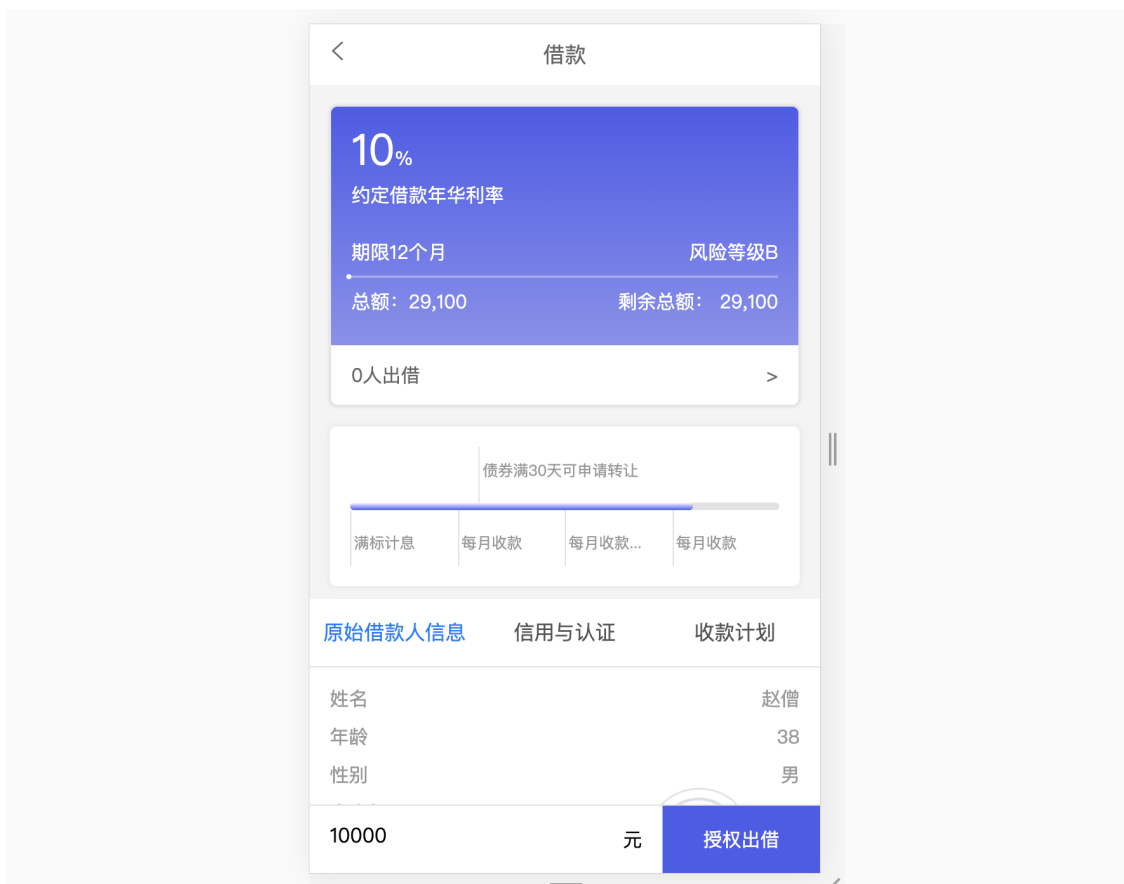 借款
10%
约定借款年华利率
期限12个月 风险等级B
总额：29,100 剩余总额： 29,100
0人出借 >
债券满30天可申请转让
满标计息 每月收款 每月收款... 每月收款
原始借款人信息 信用与认证 收款计划
姓名 赵僧
年龄 38
性别 男
10000 元 授权出借